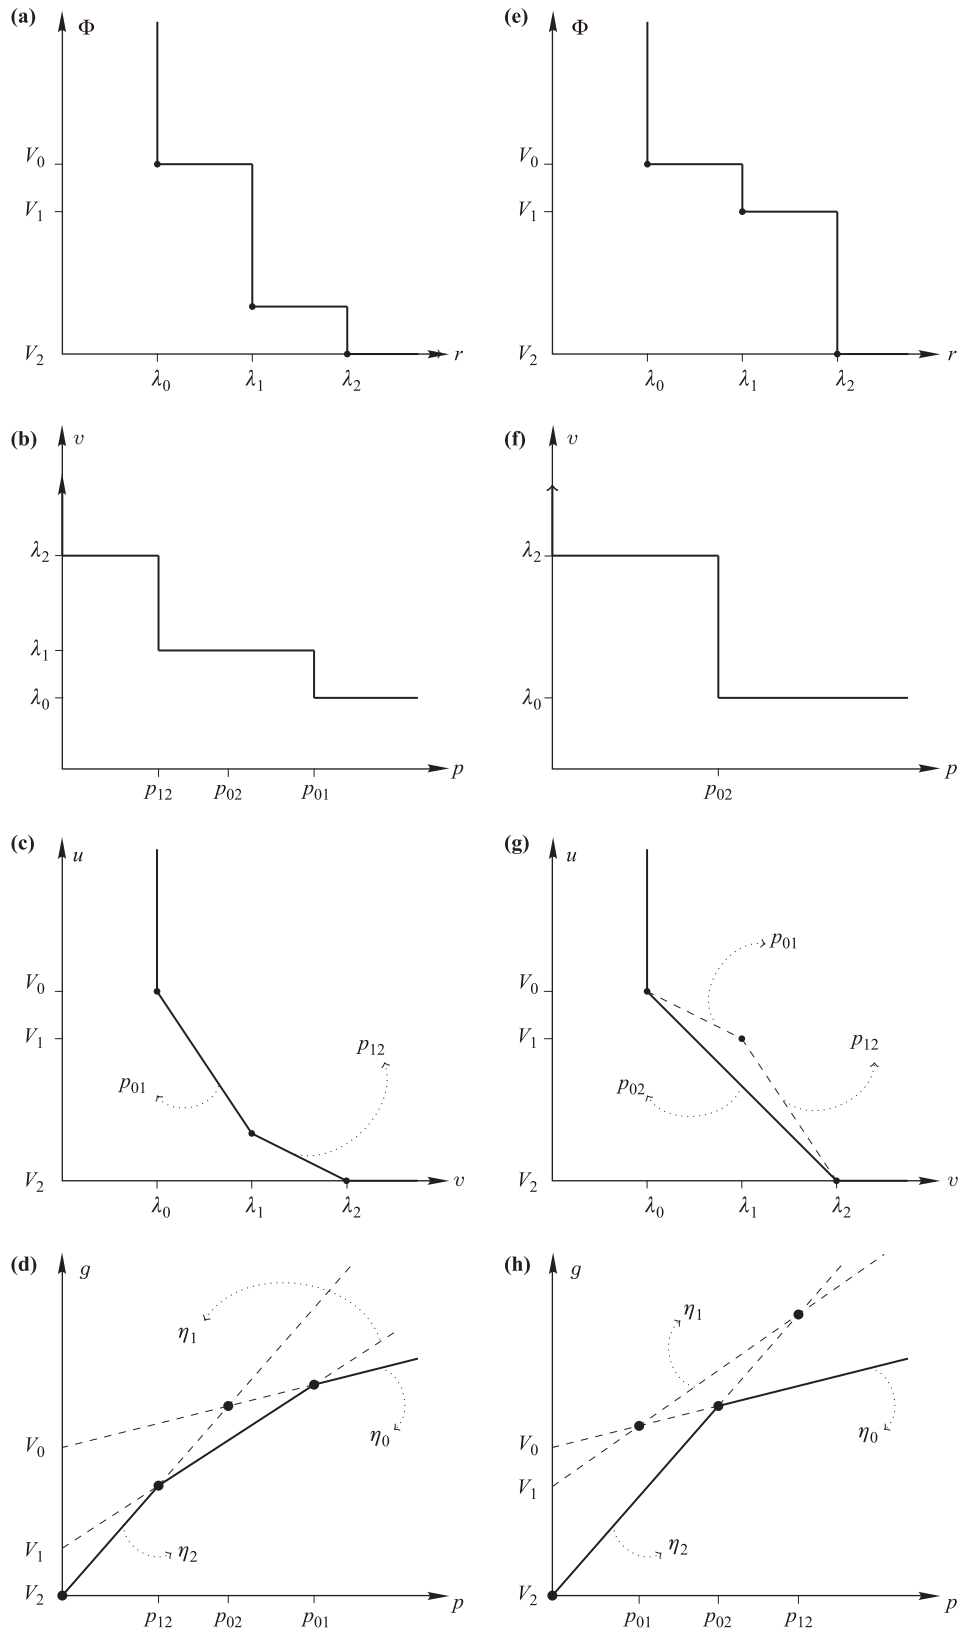 (a) Φ
V₀
V₁
V₂ r
λ₀ λ₁ λ₂
(e) Φ
V₀
V₁
V₂ r
λ₀ λ₁ λ₂
(b) v
λ₂
λ₁
λ₀
p
p₁₂ p₀₂ p₀₁
(f) v
λ₂
λ₀
p
p₀₂
(c) u
V₀
V₁
p₁₂
p₀₁
V₂ v
λ₀ λ₁ λ₂
(g) u
p₀₁
V₀
V₁
p₁₂
p₀₂
V₂ v
λ₀ λ₁ λ₂
(d) g
η₁
η₀
V₀
V₁
η₂
V₂ p
p₁₂ p₀₂ p₀₁
(h) g
η₁
η₀
V₀
V₁
η₂
V₂ p
p₀₁ p₀₂ p₁₂